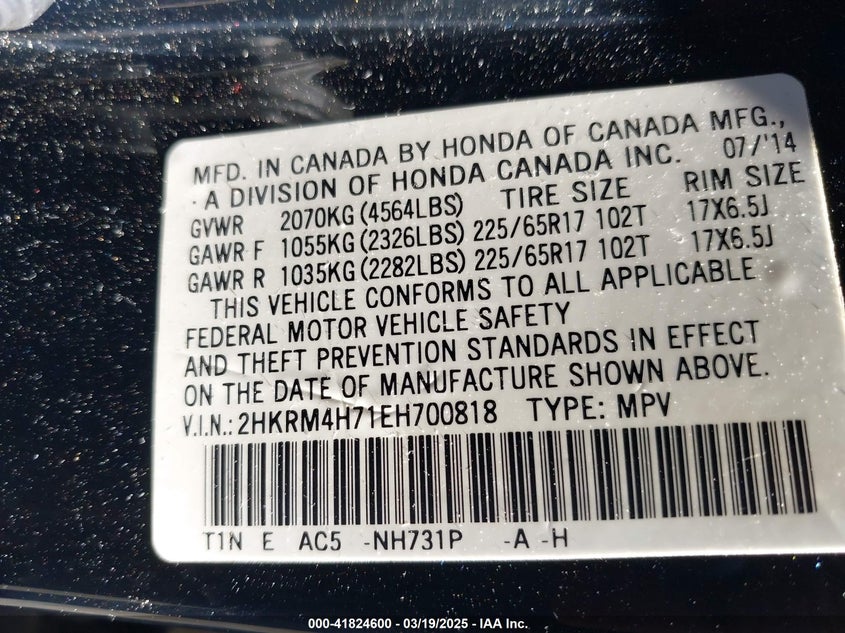 MFD. IN CANADA BY HONDA OF CANADA MFG.,
A DIVISION OF HONDA CANADA INC. 07/'14
GVWR 2070KG (4564LBS) TIRE SIZE RIM SIZE
GAWR F 1055KG (2326LBS) 225/65R17 102T 17X6.5J
GAWR R 1035KG (2282LBS) 225/65R17 102T 17X6.5J
THIS VEHICLE CONFORMS TO ALL APPLICABLE
FEDERAL MOTOR VEHICLE SAFETY
AND THEFT PREVENTION STANDARDS IN EFFECT
ON THE DATE OF MANUFACTURE SHOWN ABOVE.
V.I.N.: 2HKRM4H71EH700818 TYPE: MPV
T1N E AC5 -NH731P -A -H
000-41824600 - 03/19/2025 - IAA Inc.